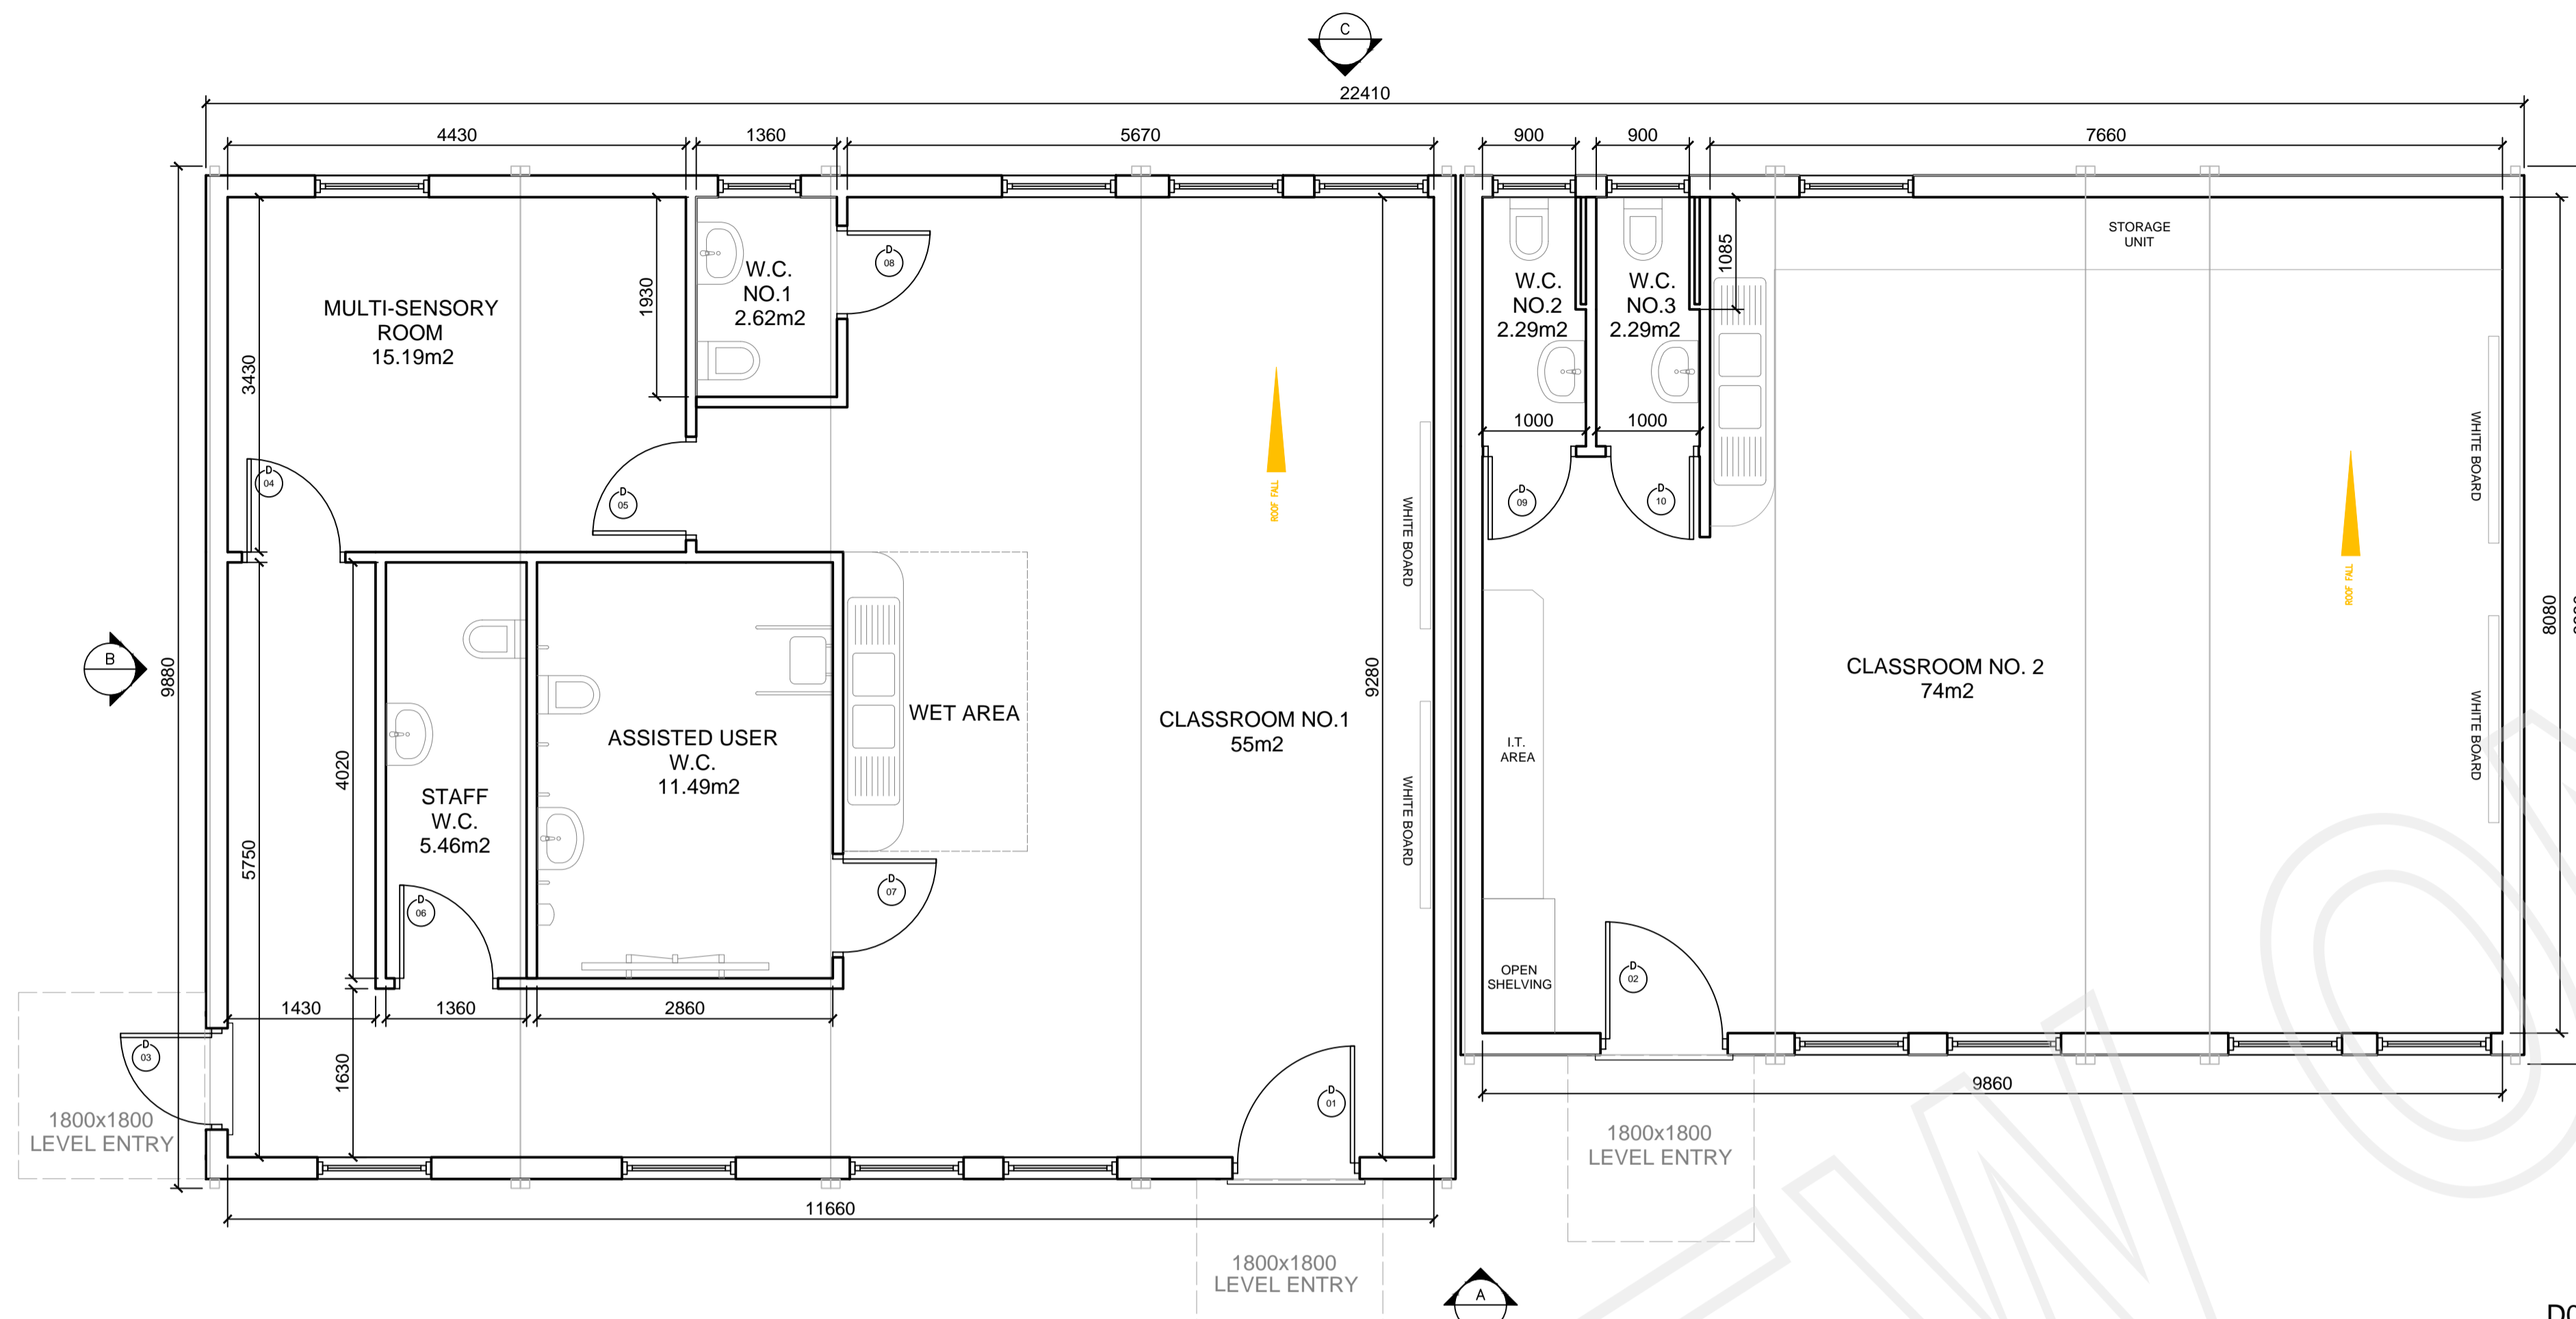 C
22410
4430
1360
5670
900
900
7660
STORAGE
UNIT
MULTI-SENSORY
ROOM
15.19m2
3430
1930
W.C.
NO.1
2.62m2
D
08
W.C.
NO.2
2.29m2
W.C.
NO.3
2.29m2
1085
1000
1000
D
04
D
05
ROOF FALL
WHITE BOARD
D
09
D
10
WHITE BOARD
ROOF FALL
B
9880
5750
4020
STAFF
W.C.
5.46m2
ASSISTED USER
W.C.
11.49m2
WET AREA
CLASSROOM NO.1
55m2
9280
WHITE BOARD
I.T.
AREA
CLASSROOM NO. 2
74m2
WHITE BOARD
8080
D
06
D
07
OPEN
SHELVING
D
02
1430
1360
2860
1630
D
03
1800x1800
LEVEL ENTRY
D
01
9860
1800x1800
LEVEL ENTRY
11660
1800x1800
LEVEL ENTRY
A